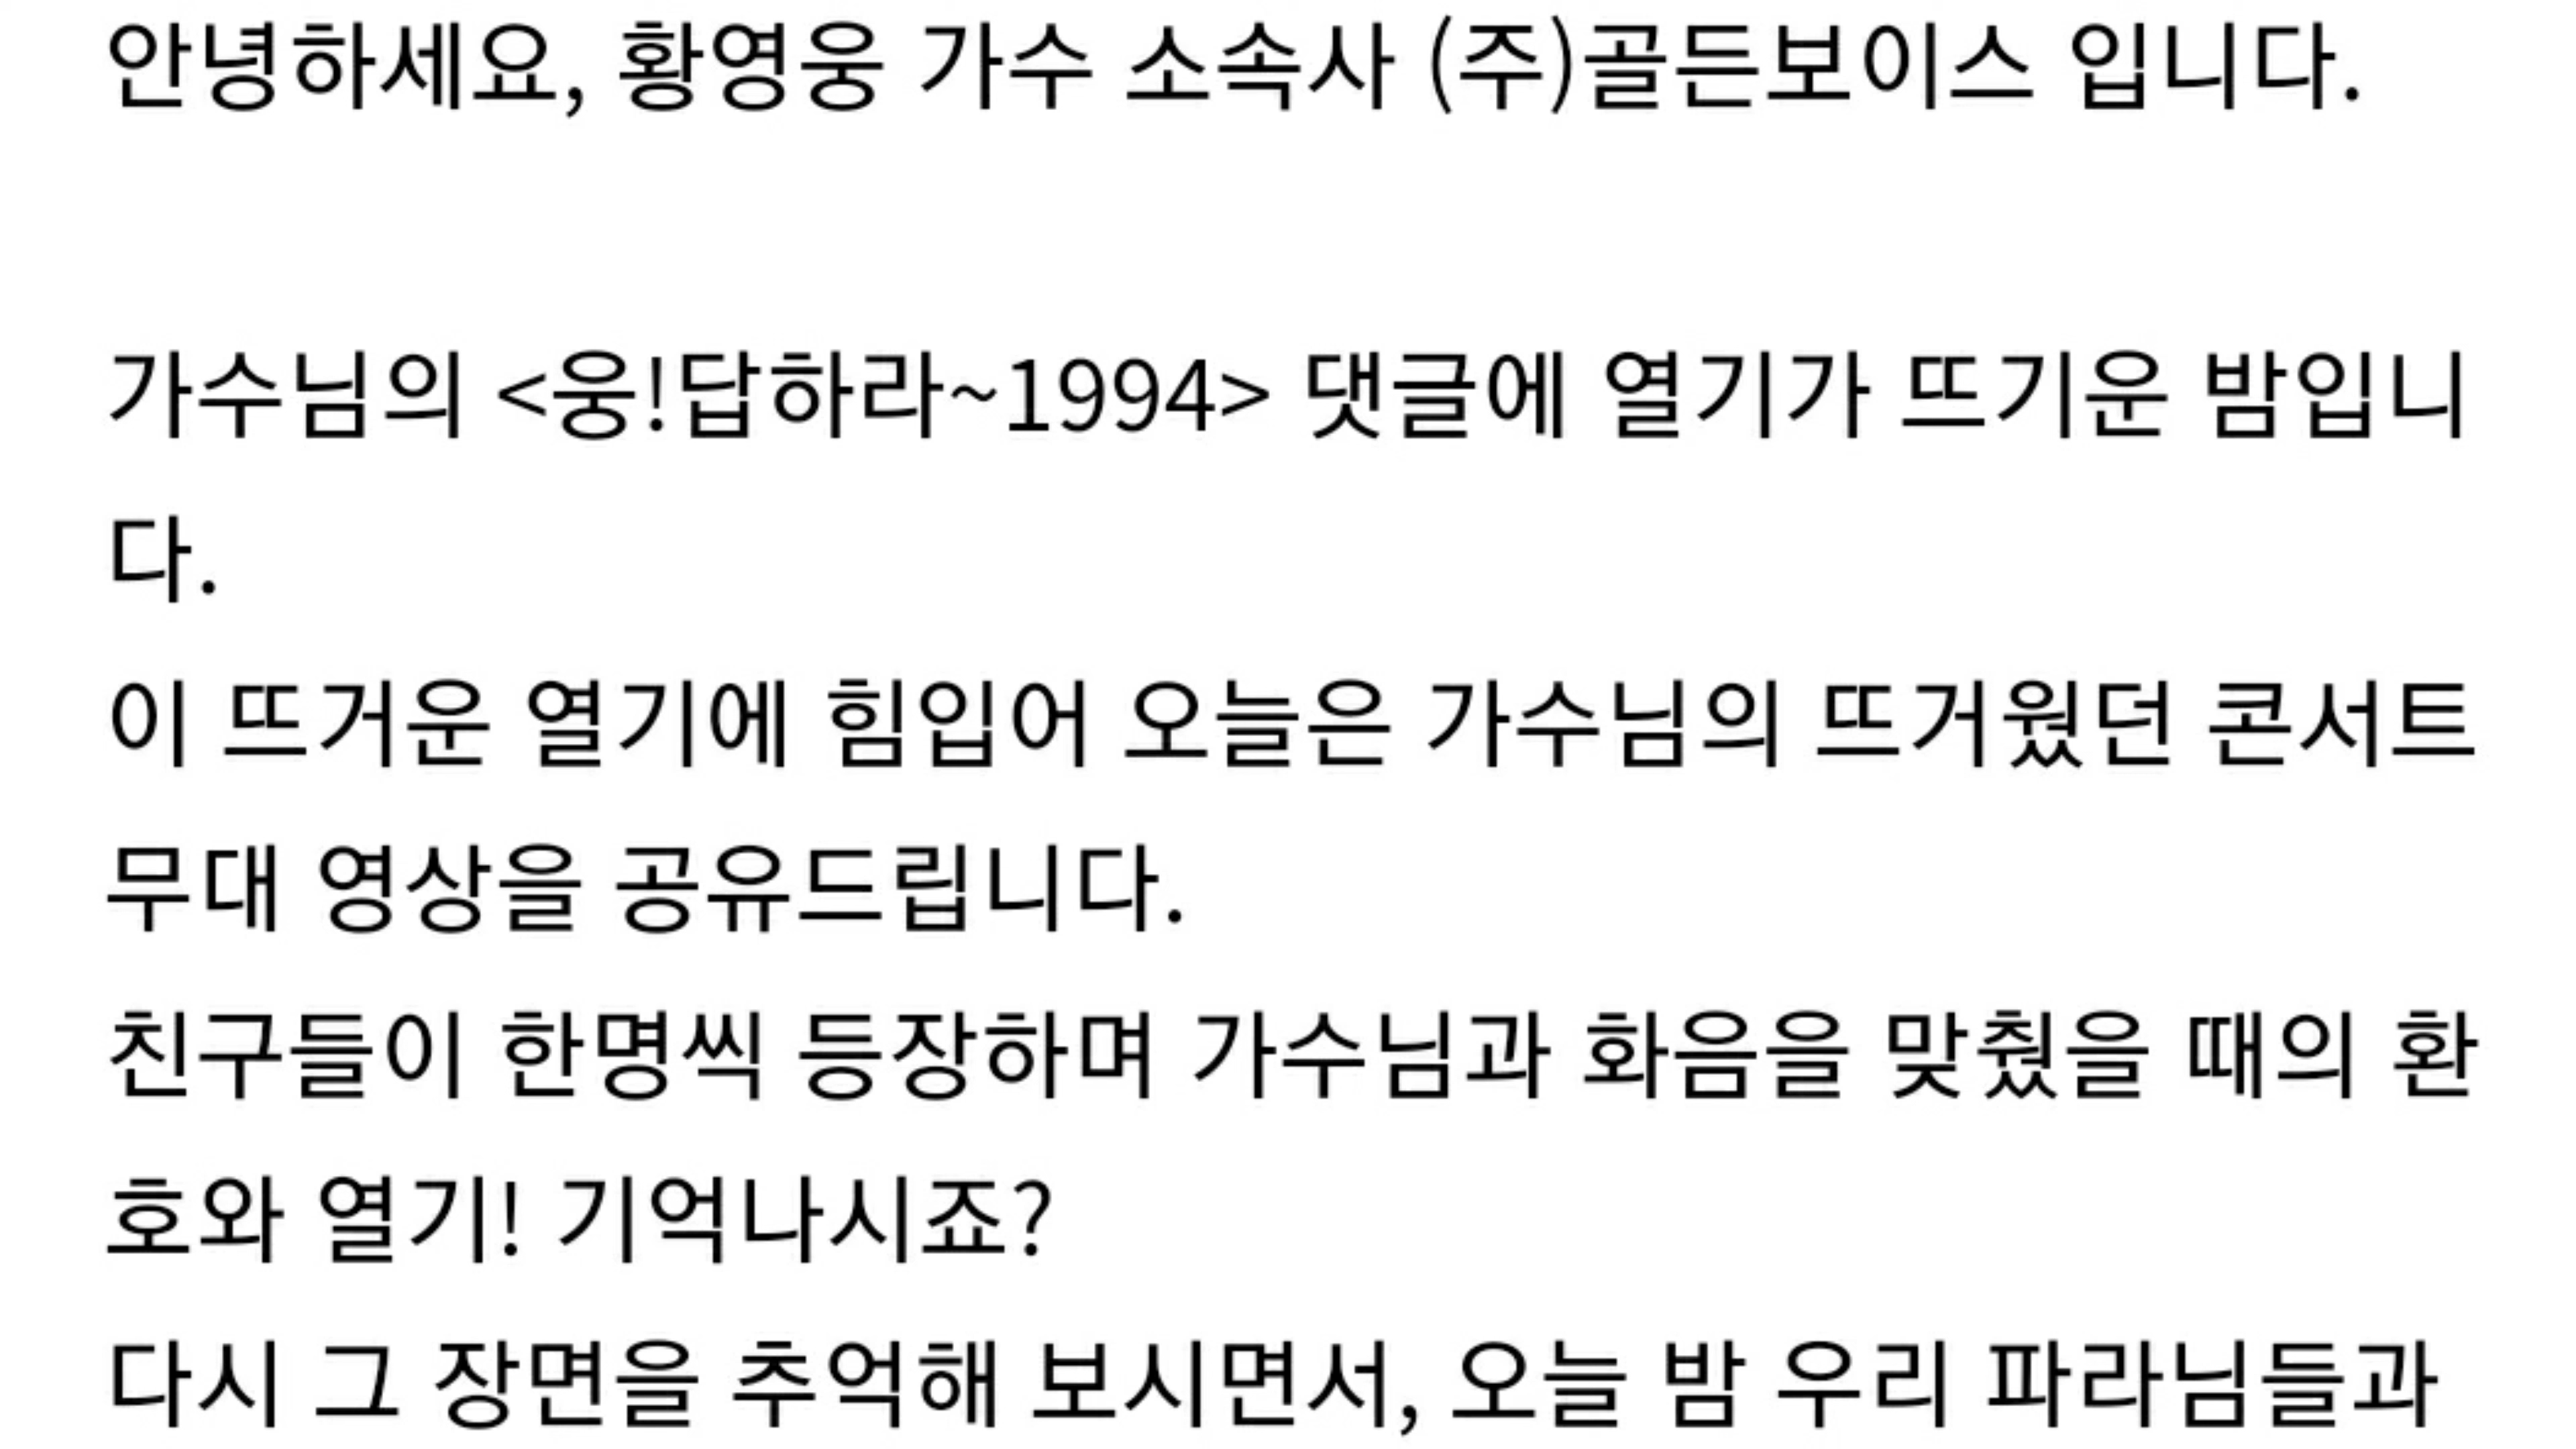 안녕하세요, 황영웅 가수 소속사 (주)골든보이스 입니다.
가수님의 <웅!답하라~1994> 댓글에 열기가 뜨기운 밤입니
다.
이 뜨거운 열기에 힘입어 오늘은 가수님의 뜨거웠던 콘서트
무대 영상을 공유드립니다.
친구들이 한명씩 등장하며 가수님과 화음을 맞췄을 때의 환
호와 열기! 기억나시죠?
다시 그 장면을 추억해 보시면서, 오늘 밤 우리 파라님들과